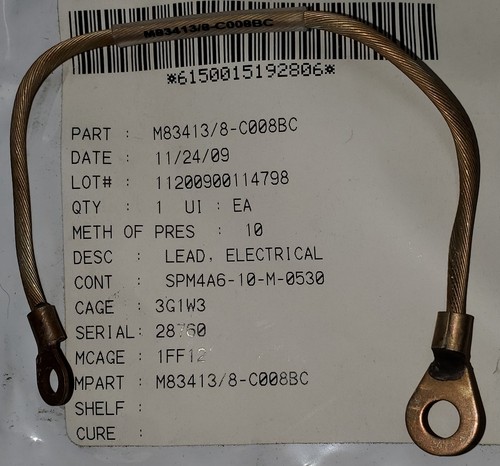 M83413/8-C008BC
*6150015192806*
PART : M83413/8-C008BC
DATE : 11/24/09
LOT# : 11200900114798
QTY : 1 UI : EA
METH OF PRES : 10
DESC : LEAD, ELECTRICAL
CONT : SPM4A6-10-M-0530
CAGE : 3G1W3
SERIAL: 28760
MCAGE : 1FF12
MPART : M83413/8-C008BC
SHELF :
CURE :